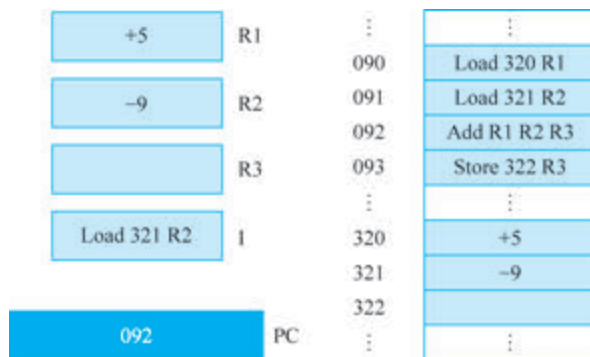 +5 R1
−9 R2
R3
Load 321 R2 I
092 PC
⋮ ⋮
090 Load 320 R1
091 Load 321 R2
092 Add R1 R2 R3
093 Store 322 R3
⋮ ⋮
320 +5
321 −9
322
⋮ ⋮